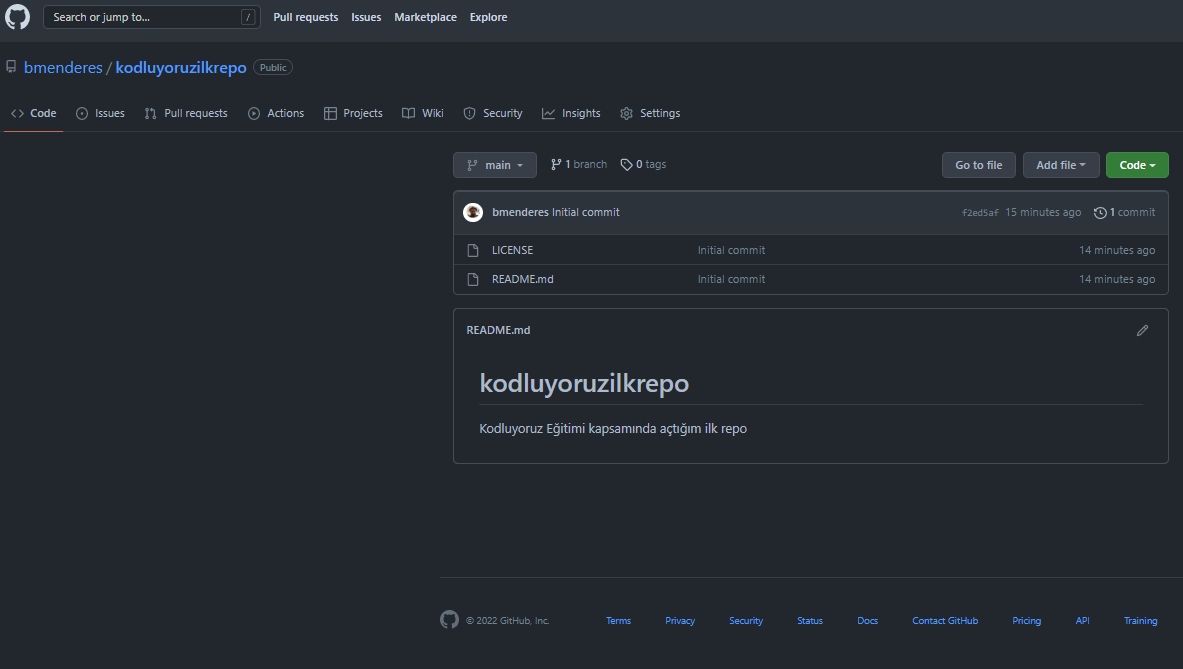 Search or jump to... /
Pull requests Issues Marketplace Explore
bmenderes / kodluyoruzilkrepo Public
Code Issues Pull requests Actions Projects Wiki Security Insights Settings
main 1 branch 0 tags Go to file Add file Code
bmenderes Initial commit f2ed5af 15 minutes ago 1 commit
LICENSE Initial commit 14 minutes ago
README.md Initial commit 14 minutes ago
README.md
kodluyoruzilkrepo
Kodluyoruz Eğitimi kapsamında açtığım ilk repo
© 2022 GitHub, Inc. Terms Privacy Security Status Docs Contact GitHub Pricing API Training